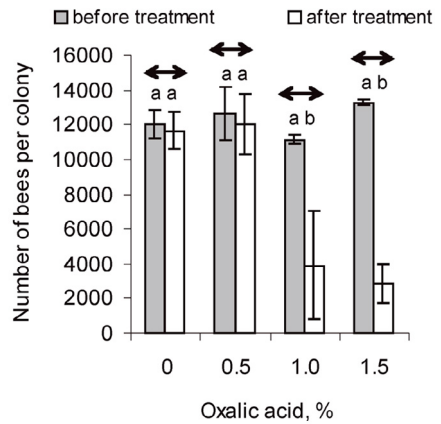 before treatment after treatment
16000
14000
12000
10000
8000
6000
4000
2000
0
Number of bees per colony
a a
a a
a b
a b
0 0.5 1.0 1.5
Oxalic acid, %